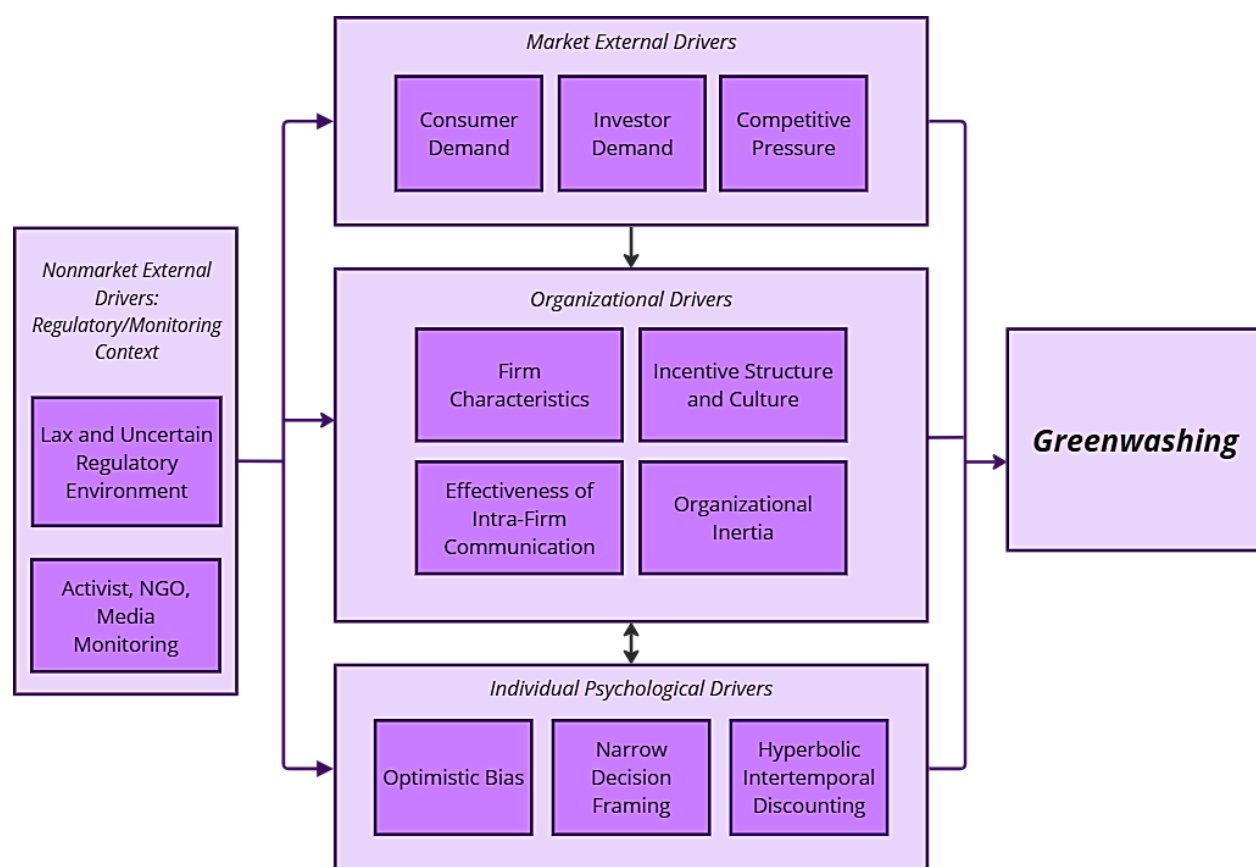 Market External Drivers
Consumer
Demand
Investor
Demand
Competitive
Pressure
Nonmarket External
Drivers:
Regulatory/Monitoring
Context
Lax and Uncertain
Regulatory
Environment
Activist, NGO,
Media
Monitoring
Organizational Drivers
Firm
Characteristics
Incentive Structure
and Culture
Effectiveness of
Intra-Firm
Communication
Organizational
Inertia
Individual Psychological Drivers
Optimistic Bias
Narrow
Decision
Framing
Hyperbolic
Intertemporal
Discounting
Greenwashing